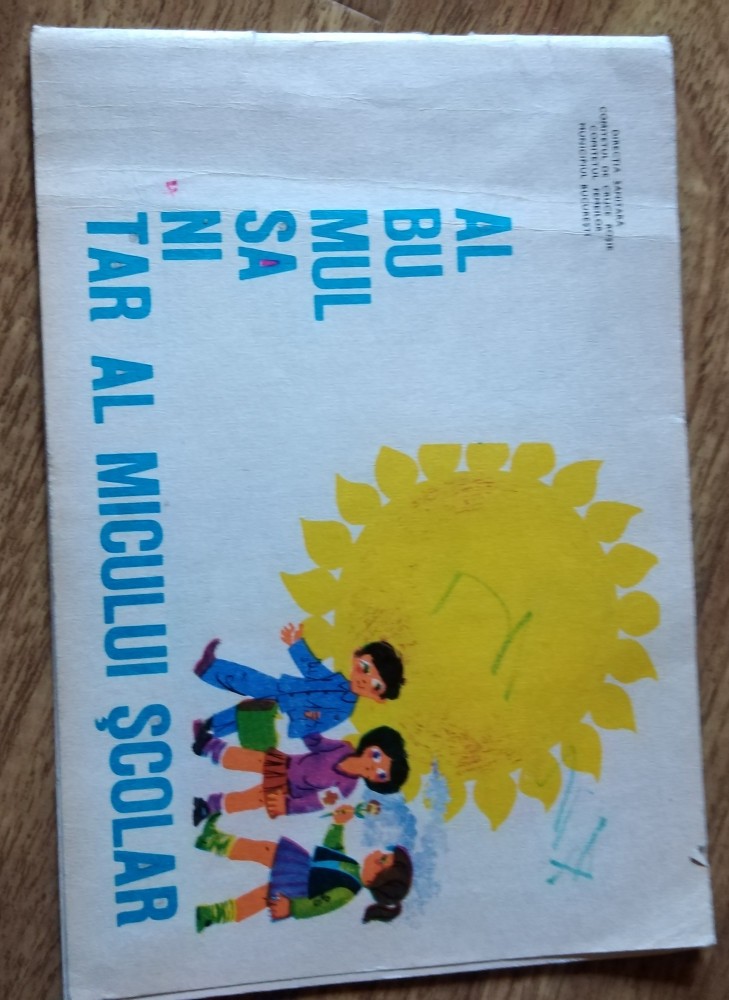 DIRECȚIA SANITARĂ
COMITETUL DE CRUCE ROȘIE
COMITETUL FEMEILOR
MUNICIPIUL BUCUREȘTI
AL
BU
MUL
SA
NI
TAR AL MICULUI ȘCOLAR